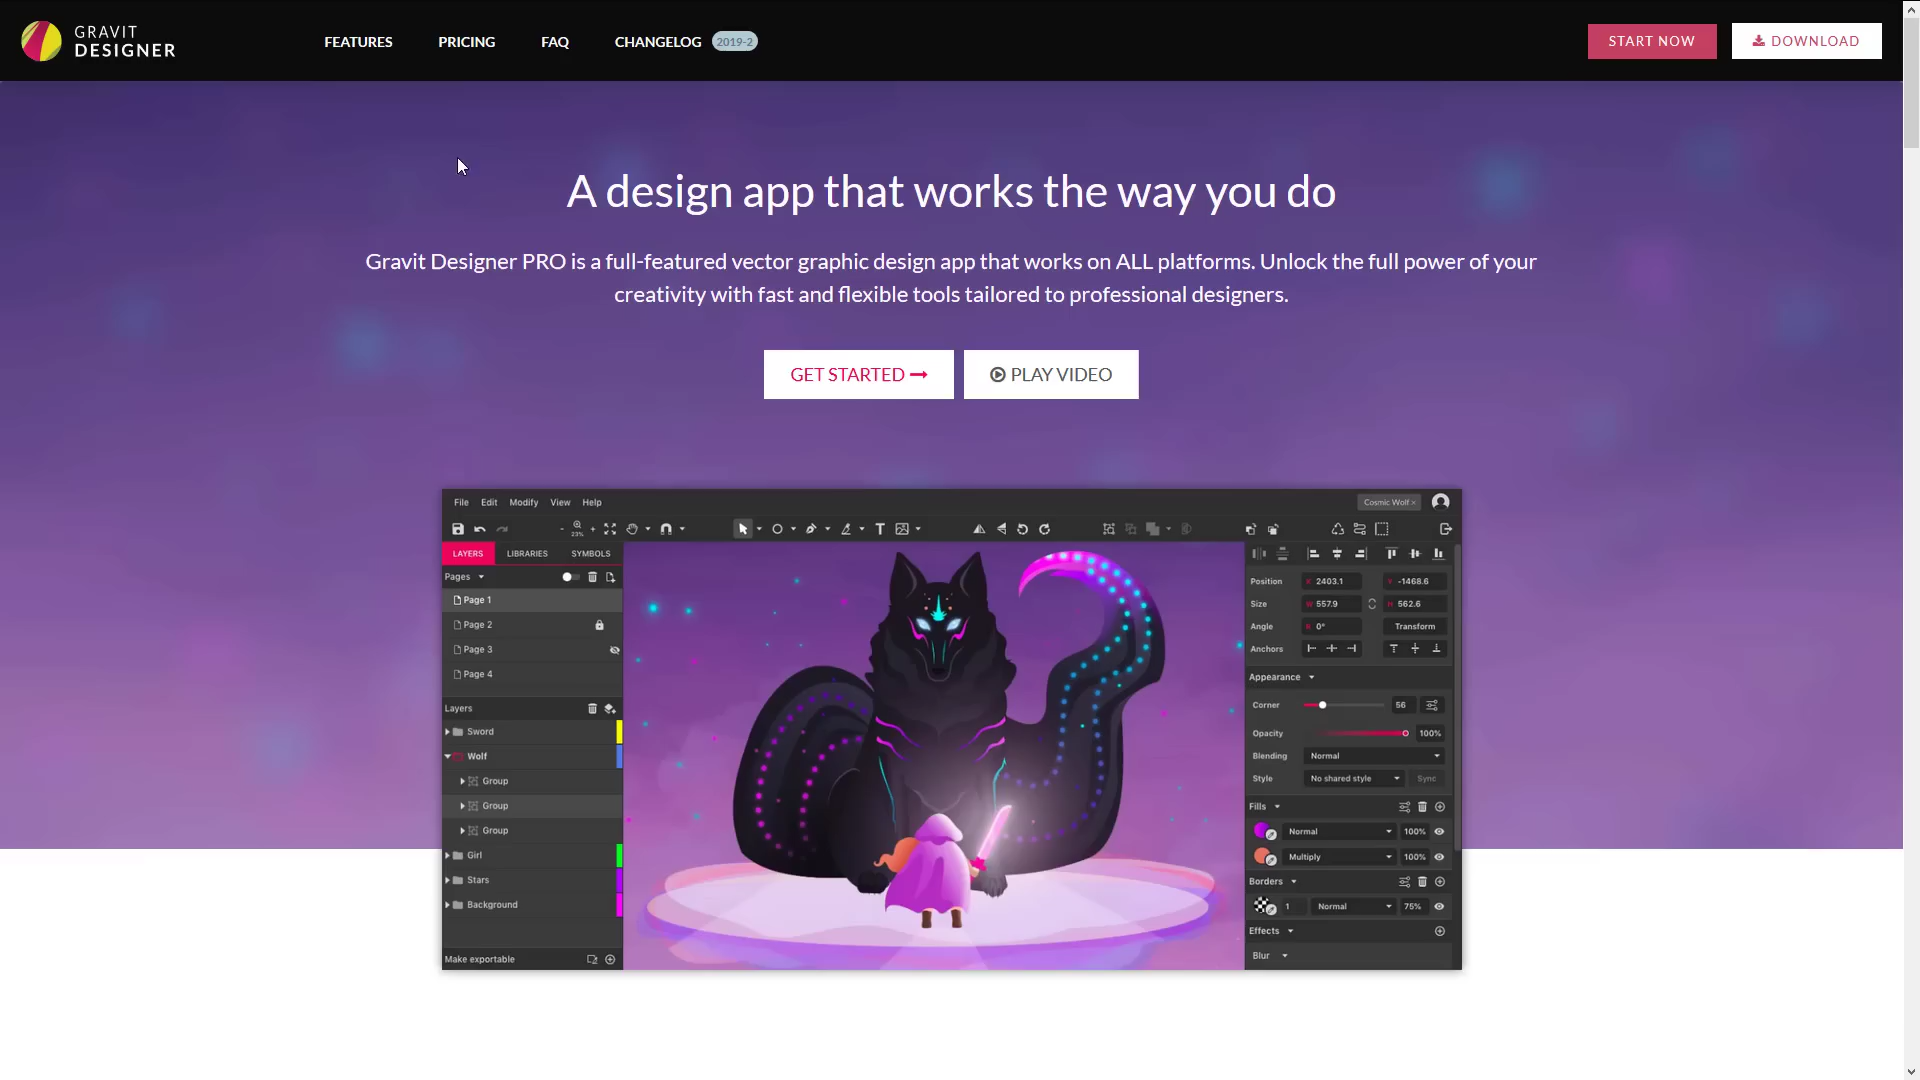 GRAVIT
DESIGNER
FEATURES
PRICING
FAQ
CHANGELOG
2019-2
START NOW
DOWNLOAD
A design app that works the way you do
Gravit Designer PRO is a full-featured vector graphic design app that works on ALL platforms. Unlock the full power of your
creativity with fast and flexible tools tailored to professional designers.
GET STARTED
PLAY VIDEO
File Edit Modify View Help
Cosmic Wolf ×
- 23% +
T
LAYERS LIBRARIES SYMBOLS
Pages
Page 1
Page 2
Page 3
Page 4
Layers
Sword
Wolf
Group
Group
Group
Girl
Stars
Background
Make exportable
Position X 2403.1 Y -1468.6
Size W 557.9 H 562.6
Angle R 0° Transform
Anchors
Appearance
Corner 56
Opacity 100%
Blending Normal
Style No shared style Sync
Fills
Normal 100%
Multiply 100%
Borders
1 Normal 75%
Effects
Blur